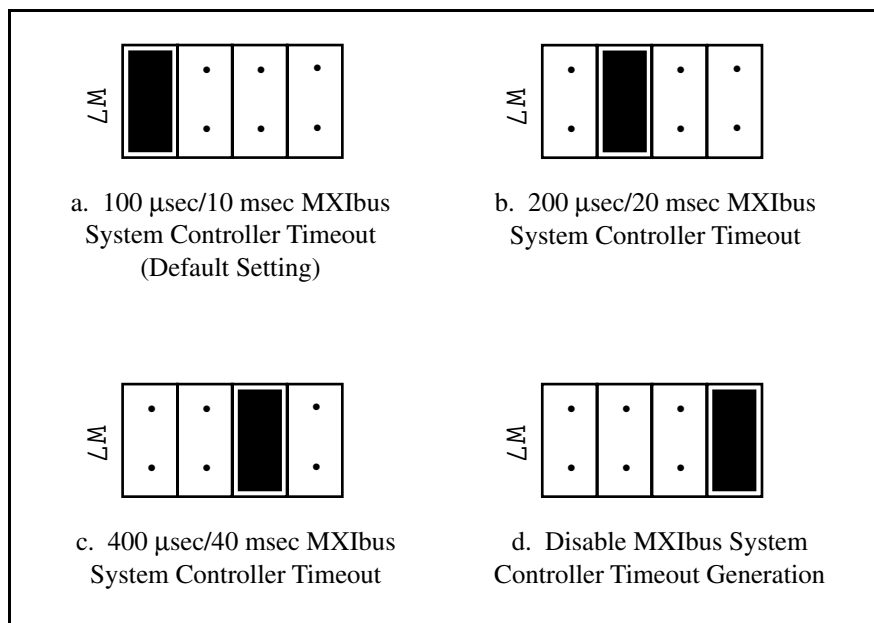 W7
W7
a. 100 µsec/10 msec MXIbus
System Controller Timeout
(Default Setting)
b. 200 µsec/20 msec MXIbus
System Controller Timeout
W7
W7
c. 400 µsec/40 msec MXIbus
System Controller Timeout
d. Disable MXIbus System
Controller Timeout Generation